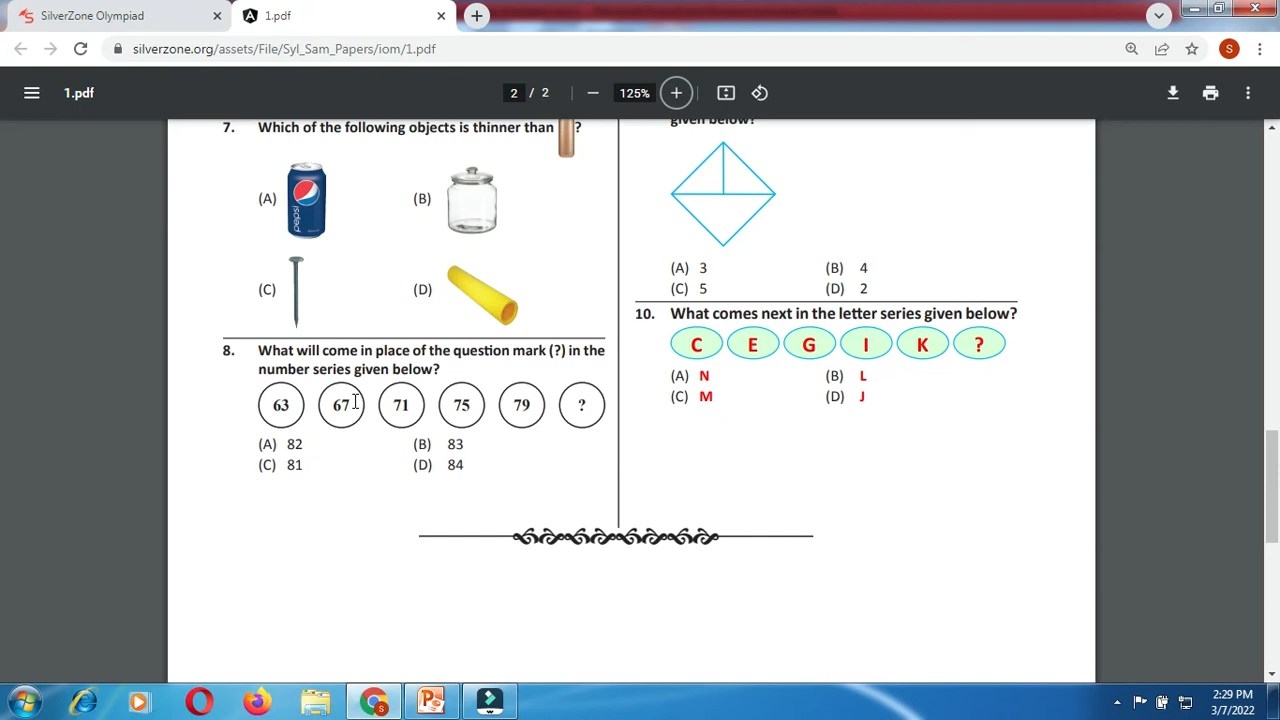 SilverZone Olympiad
1.pdf
S
silverzone.org/assets/File/Syl_Sam_Papers/iom/1.pdf
1.pdf
2 / 2
125%
7. Which of the following objects is thinner than ?
(A) pepsi
(B)
(C)
(D)
8. What will come in place of the question mark (?) in the
number series given below?
63 67 71 75 79 ?
(A) 82 (B) 83
(C) 81 (D) 84
given below?
(A) 3 (B) 4
(C) 5 (D) 2
10. What comes next in the letter series given below?
C E G I K ?
(A) N (B) L
(C) M (D) J
2:29 PM
3/7/2022